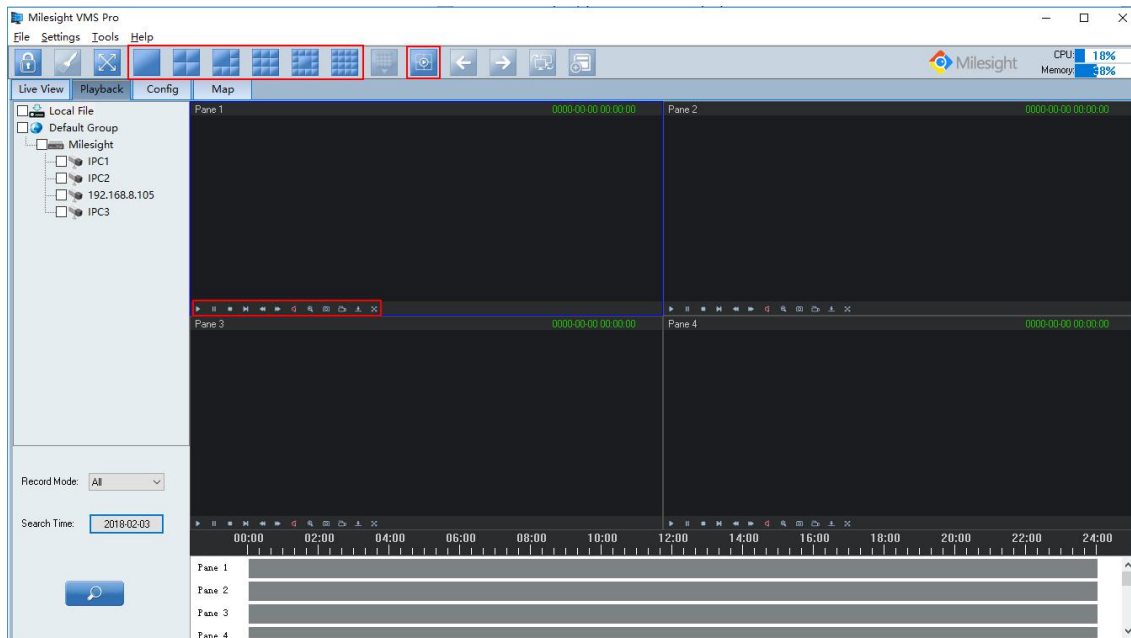 Milesight VMS Pro
File Settings Tools Help
Milesight
CPU: 18%
Memory: 38%
Live View Playback Config Map
Local File
Default Group
Milesight
IPC1
IPC2
192.168.8.105
IPC3
Pane 1 0000-00-00 00:00:00
Pane 2 0000-00-00 00:00:00
Pane 3 0000-00-00 00:00:00
Pane 4 0000-00-00 00:00:00
Record Mode: All
Search Time: 2018-02-03
00:00 02:00 04:00 06:00 08:00 10:00 12:00 14:00 16:00 18:00 20:00 22:00 24:00
Pane 1
Pane 2
Pane 3
Pane 4